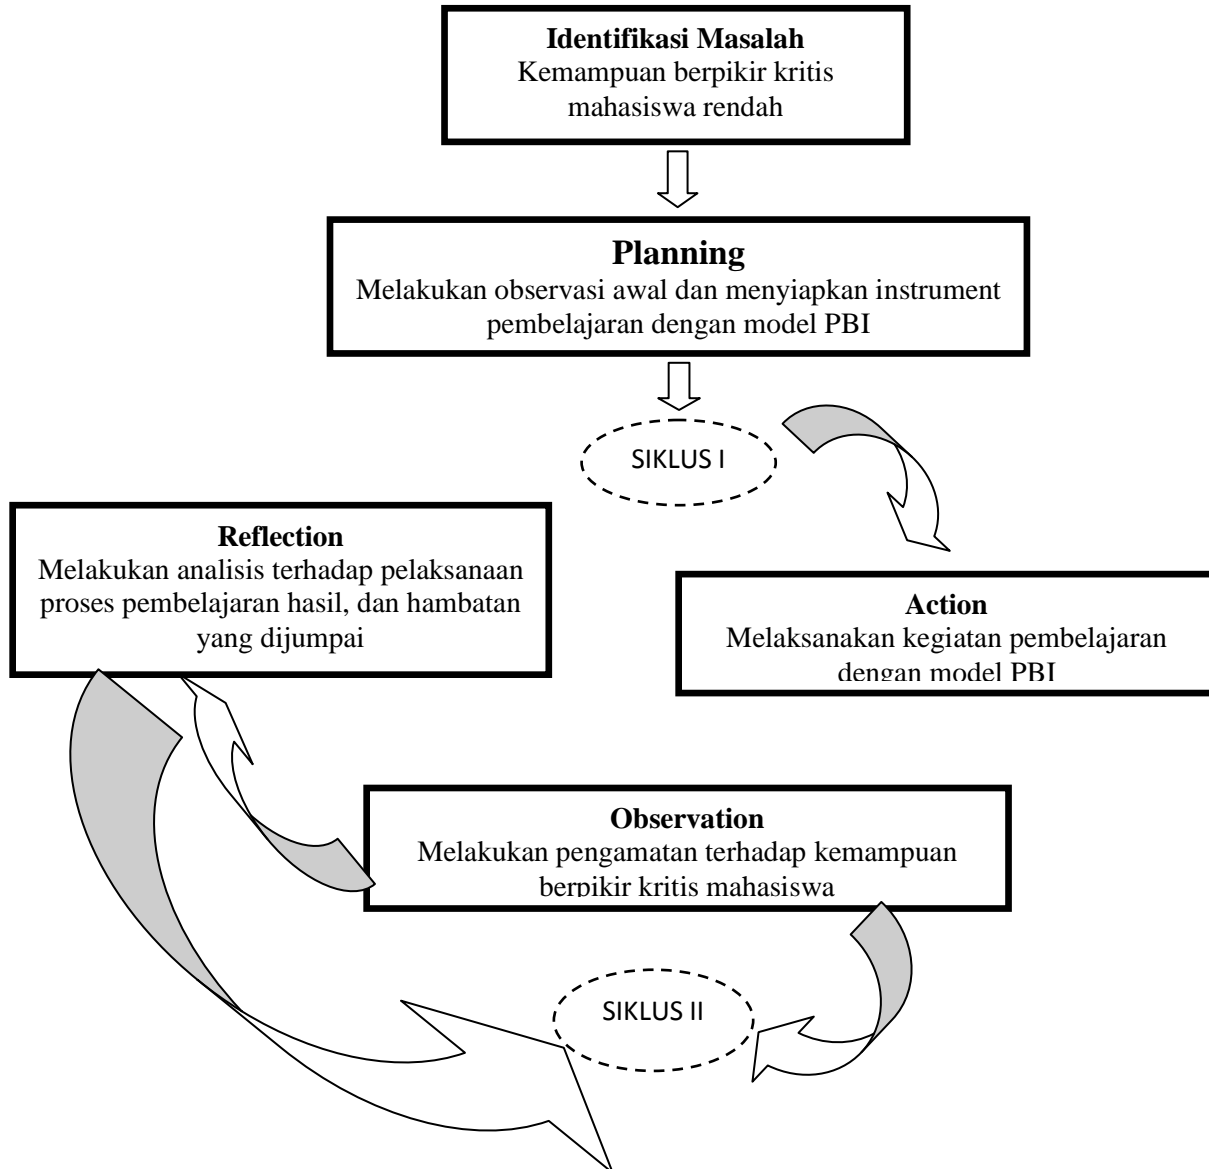 Identifikasi Masalah
Kemampuan berpikir kritis
mahasiswa rendah
Planning
Melakukan observasi awal dan menyiapkan instrument
pembelajaran dengan model PBI
SIKLUS I
Reflection
Melakukan analisis terhadap pelaksanaan
proses pembelajaran hasil, dan hambatan
yang dijumpai
Action
Melaksanakan kegiatan pembelajaran
dengan model PBI
Observation
Melakukan pengamatan terhadap kemampuan
berpikir kritis mahasiswa
SIKLUS II